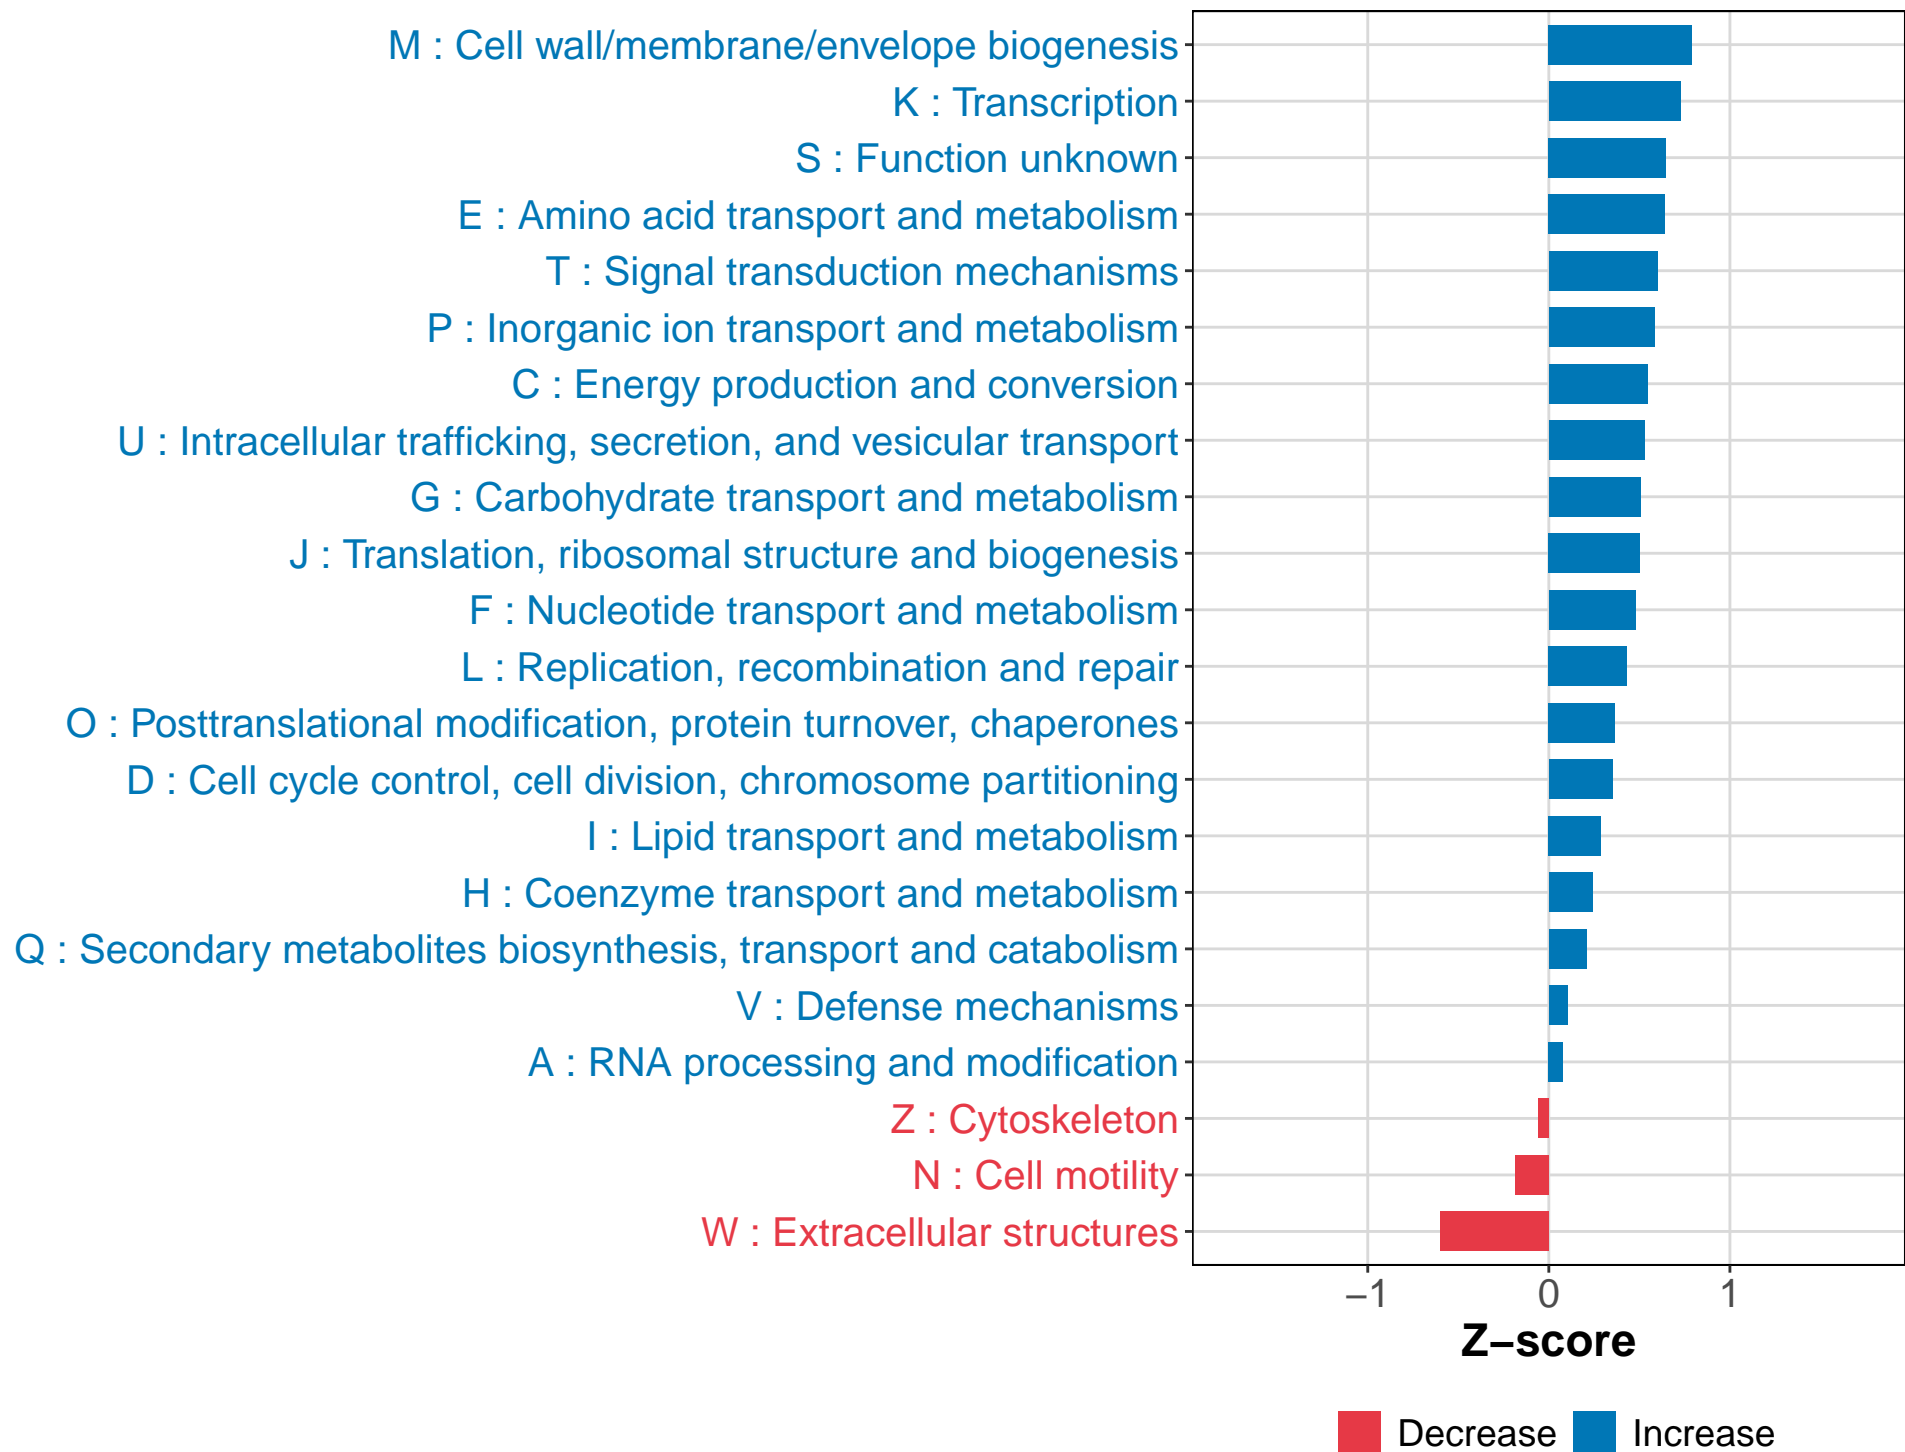 M : Cell wall/membrane/envelope biogenesis
K : Transcription
S : Function unknown
E : Amino acid transport and metabolism
T : Signal transduction mechanisms
P : Inorganic ion transport and metabolism
C : Energy production and conversion
U : Intracellular trafficking, secretion, and vesicular transport
G : Carbohydrate transport and metabolism
J : Translation, ribosomal structure and biogenesis
F : Nucleotide transport and metabolism
L : Replication, recombination and repair
O : Posttranslational modification, protein turnover, chaperones
D : Cell cycle control, cell division, chromosome partitioning
I : Lipid transport and metabolism
H : Coenzyme transport and metabolism
Q : Secondary metabolites biosynthesis, transport and catabolism
V : Defense mechanisms
A : RNA processing and modification
Z : Cytoskeleton
N : Cell motility
W : Extracellular structures
−1 0 1
Z−score
Decrease Increase